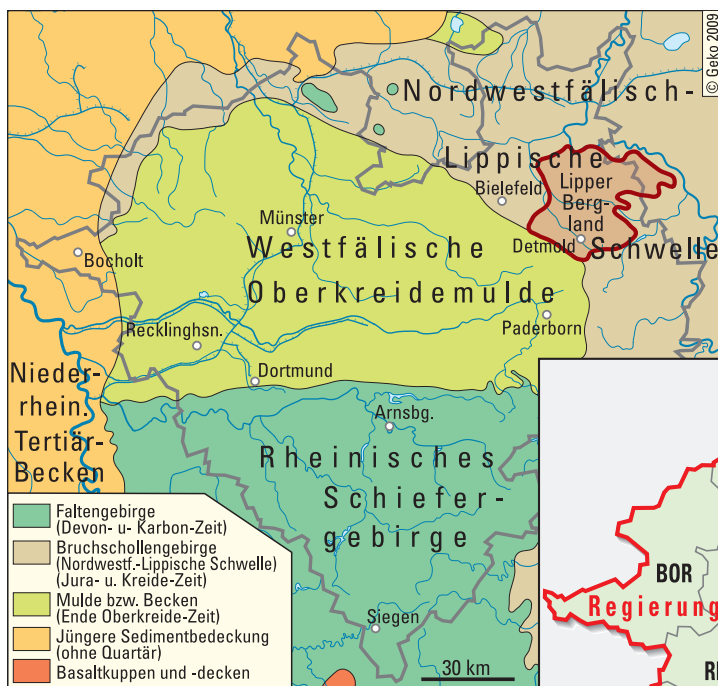 © Geko 2009
Nordwestfälisch-
Lippische
Schwelle
Lipper
Berg-
land
Bielefeld
Detmold
Münster
Westfälische
Oberkreidemulde
Bocholt
Recklinghsn.
Paderborn
Dortmund
Nieder-
rhein.
Tertiär-
Becken
Arnsbg.
Rheinisches
Schiefer-
gebirge
Siegen
30 km
Faltengebirge
(Devon- u- Karbon-Zeit)
Bruchschollengebirge
(Nordwestf.-Lippische Schwelle)
(Jura- u. Kreide-Zeit)
Mulde bzw. Becken
(Ende Oberkreide-Zeit)
Jüngere Sedimentbedeckung
(ohne Quartär)
Basaltkuppen und -decken
BOR
Regierung